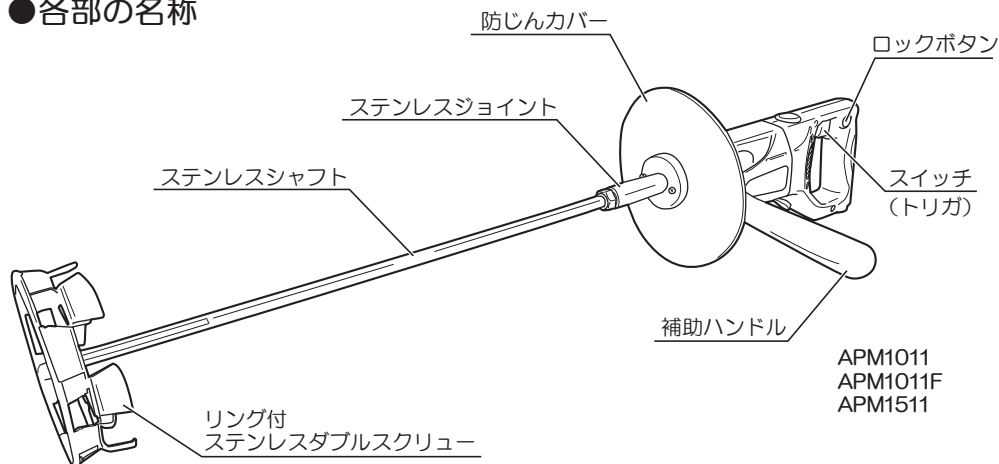 ●各部の名称
防じんカバー
ロックボタン
ステンレスジョイント
ステンレスシャフト
スイッチ
（トリガ）
補助ハンドル
APM1011
APM1011F
APM1511
リング付
ステンレスダブルスクリュー